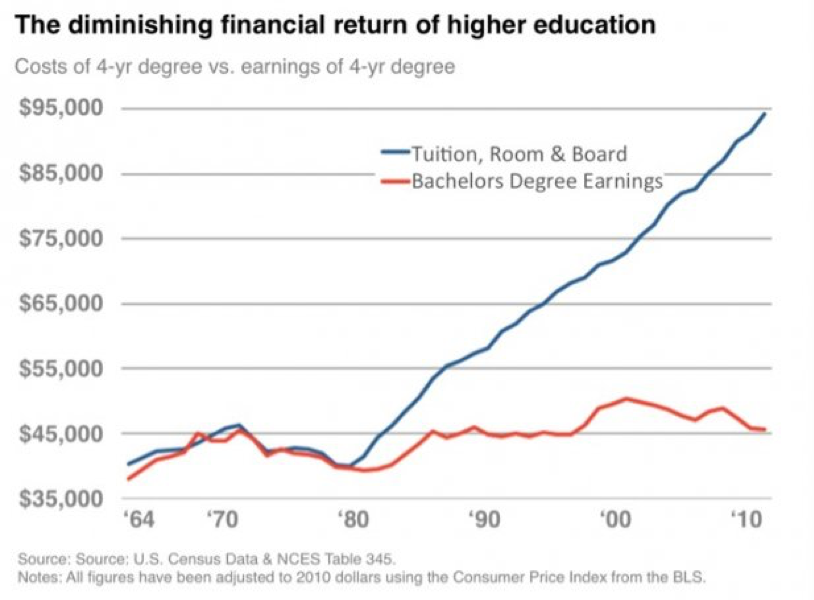 The diminishing financial return of higher education
Costs of 4-yr degree vs. earnings of 4-yr degree
$95,000
$85,000
$75,000
$65,000
$55,000
$45,000
$35,000
Tuition, Room & Board
Bachelors Degree Earnings
‘64 ‘70 ‘80 ‘90 ‘00 ‘10
Source: Source: U.S. Census Data & NCES Table 345.
Notes: All figures have been adjusted to 2010 dollars using the Consumer Price Index from the BLS.